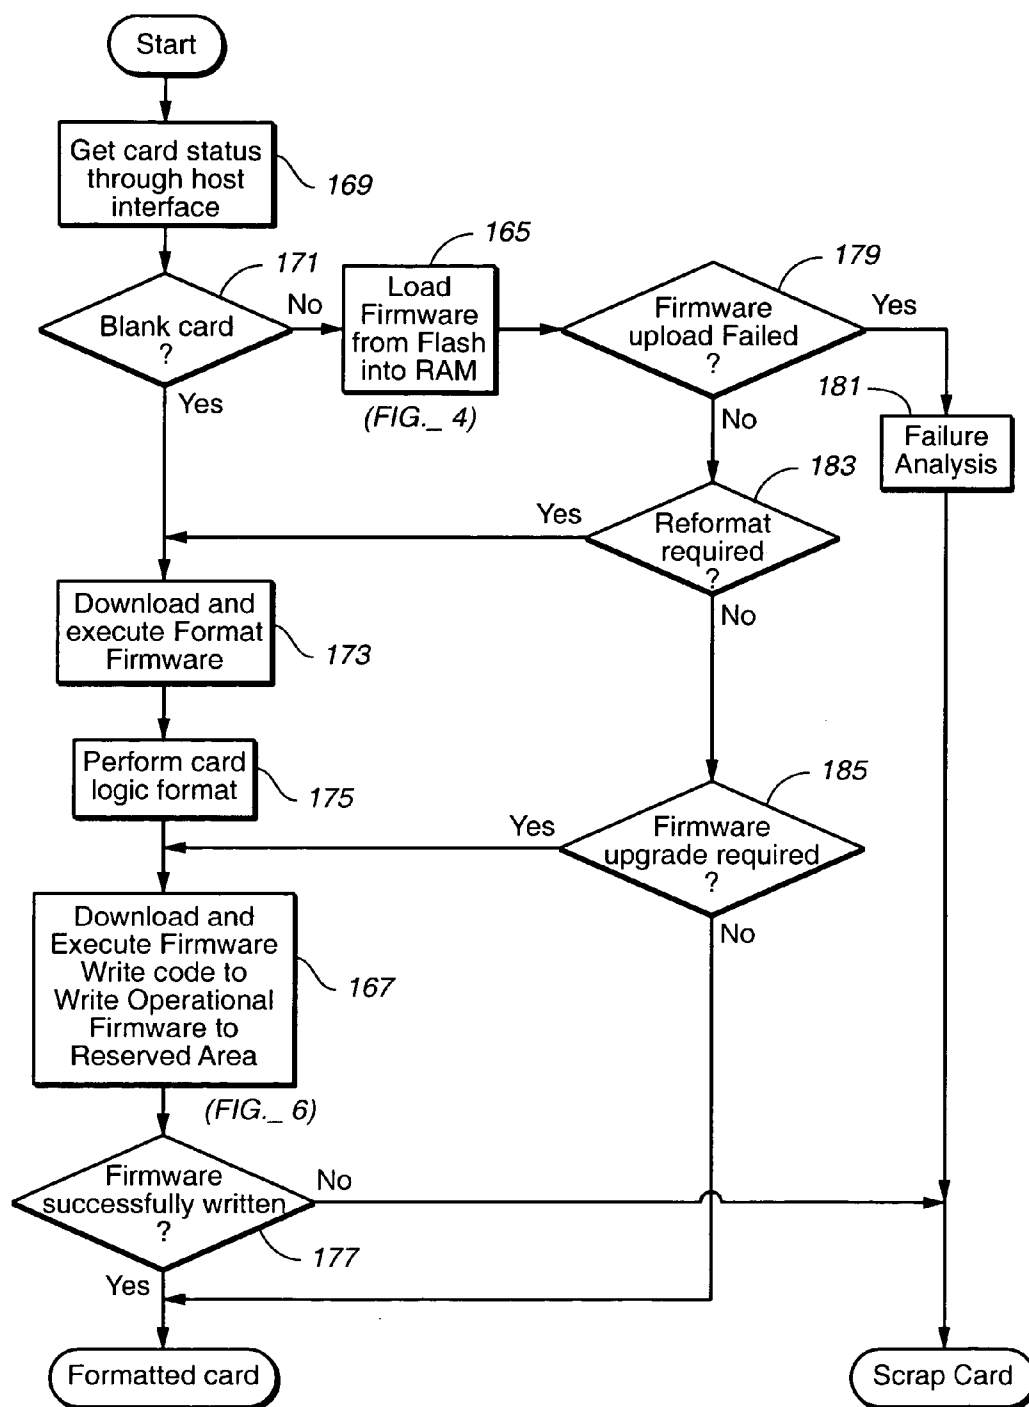 Start
Get card status
through host
interface
169
171
Blank card
?
No
Yes
165
Load
Firmware
from Flash
into RAM
(FIG._ 4)
179
Firmware
upload Failed
?
Yes
No
181
Failure
Analysis
183
Reformat
required
?
Yes
No
Download and
execute Format
Firmware
173
Perform card
logic format
175
185
Firmware
upgrade required
?
Yes
No
Download and
Execute Firmware
Write code to
Write Operational
Firmware to
Reserved Area
167
(FIG._ 6)
Firmware
successfully written
?
No
177
Yes
Formatted card
Scrap Card